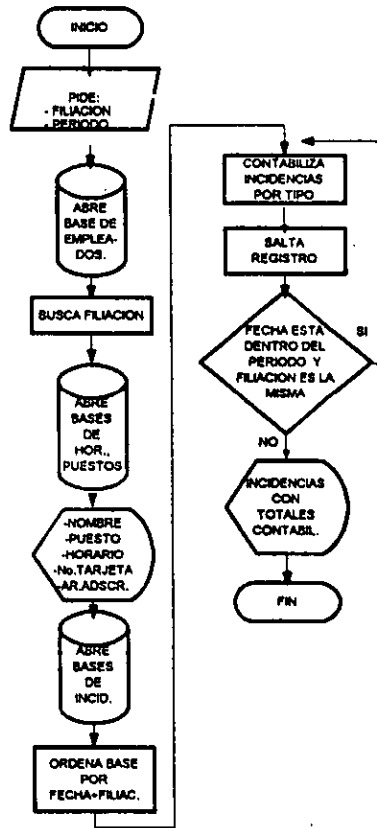 INICIO
PIDE:
- FILIACION
- PERIODO
ABRE
BASE DE
EMPLEA-
DOS.
BUSCA FILIACION
ABRE
BASES
DE
HOR.,
PUESTOS
-NOMBRE
-PUESTO
-HORARIO
-No.TARJETA
-AR.ADSCR.
ABRE
BASES
DE
INCID.
ORDENA BASE
POR
FECHA+FILIAC.
CONTABILIZA
INCIDENCIAS
POR TIPO
SALTA
REGISTRO
FECHA ESTA
DENTRO DEL
PERIODO Y
FILIACION ES LA
MISMA
SI
NO
INCIDENCIAS
CON
TOTALES
CONTABIL.
FIN